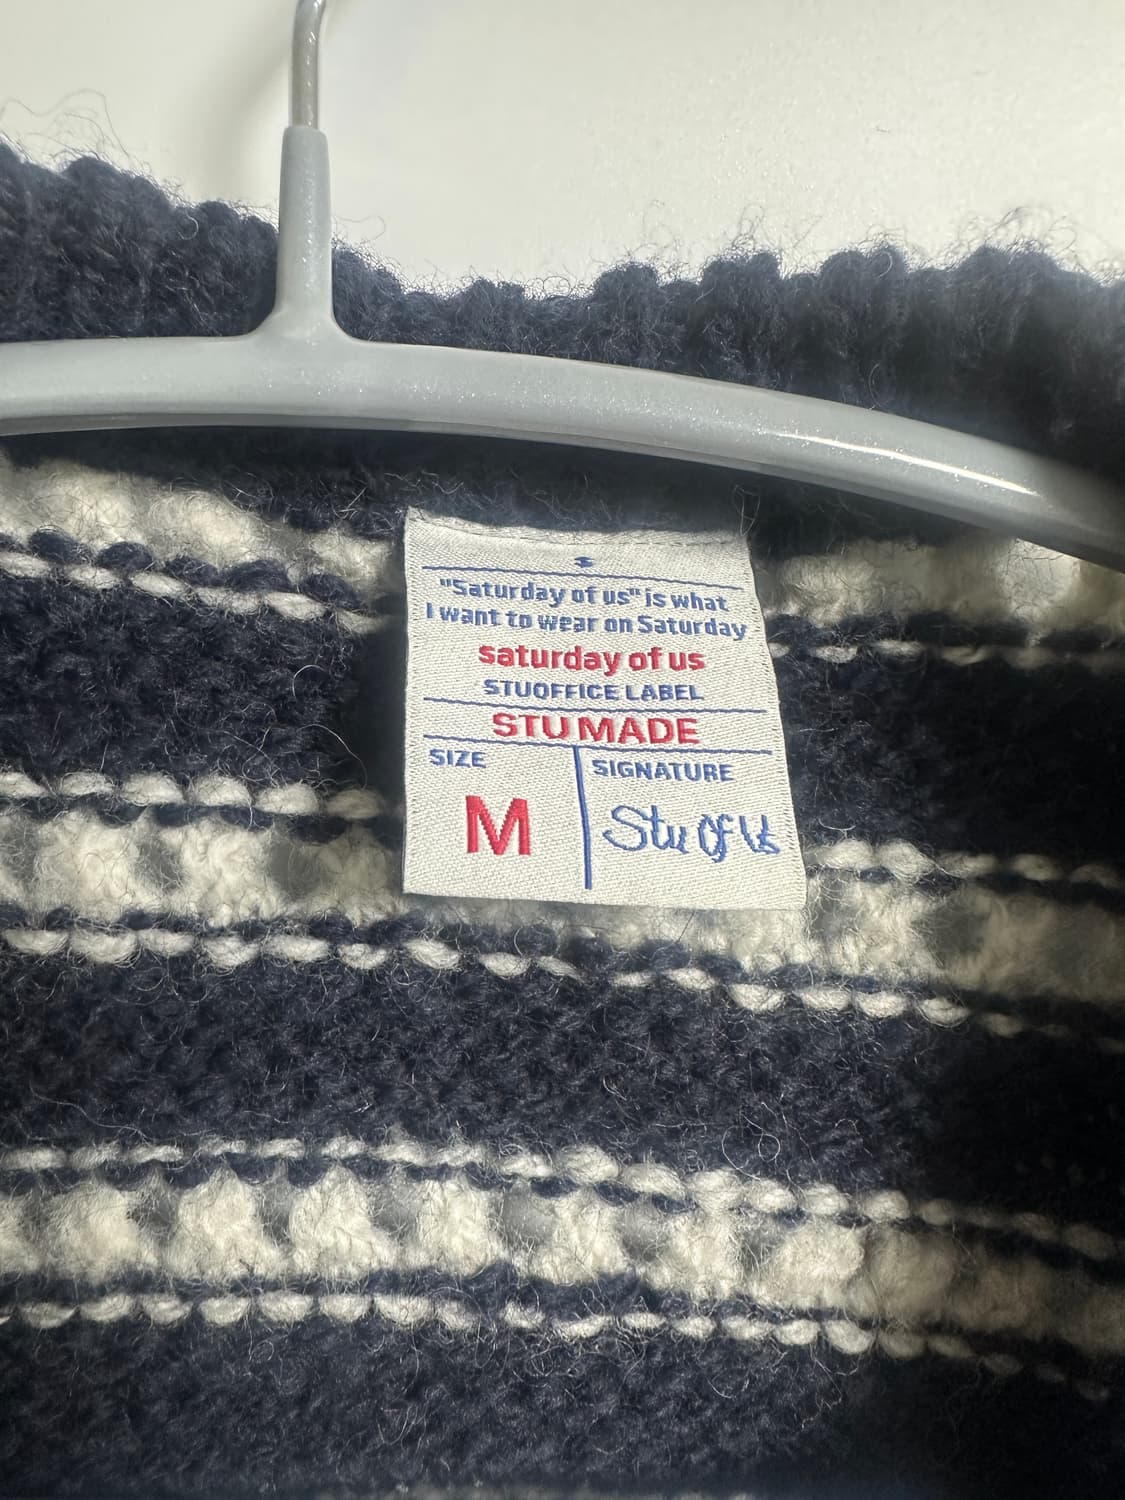 "Saturday of us" is what
I want to wear on Saturday
saturday of us
STUOFFICE LABEL
STU MADE
SIZE
M
SIGNATURE
Stu Of Us